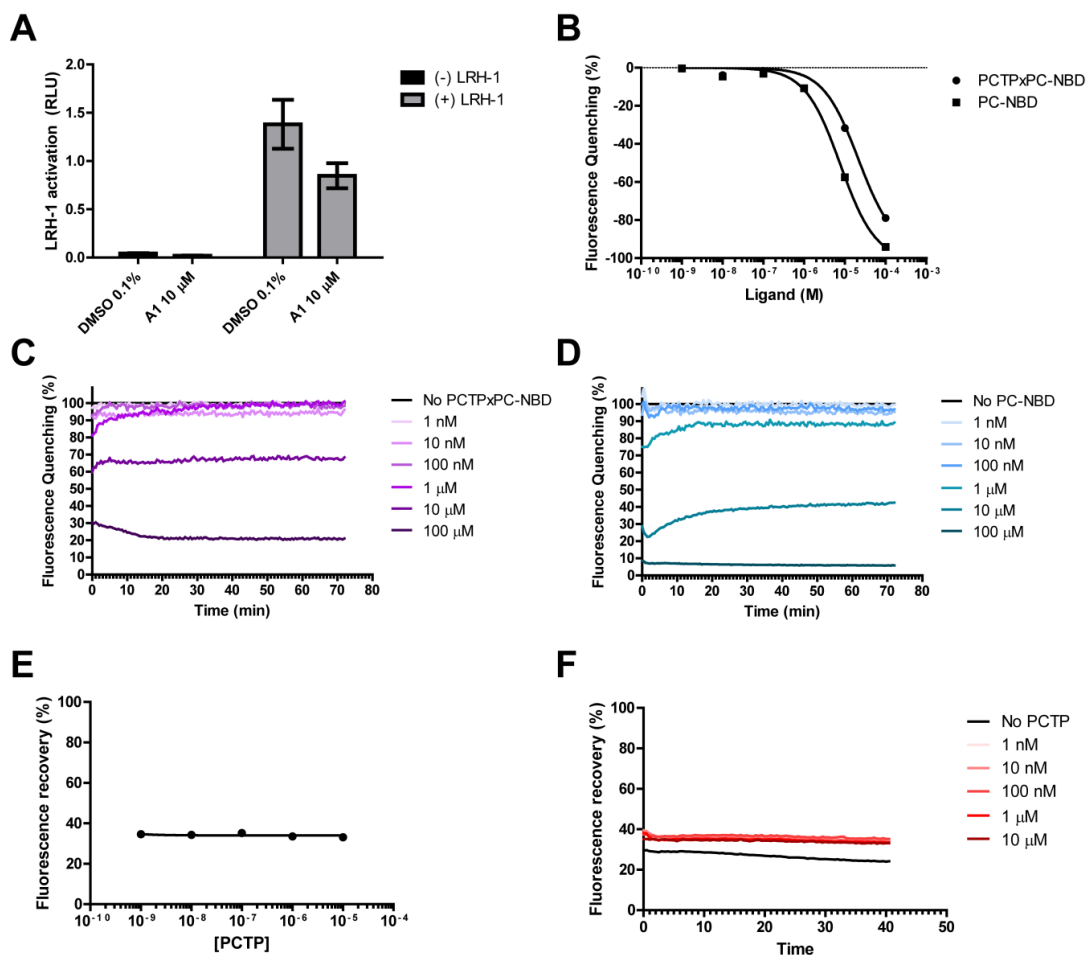 A
LRH-1 activation (RLU)
2.0
1.5
1.0
0.5
0.0
DMSO 0.1%
A1 10 μM
DMSO 0.1%
A1 10 μM
(-) LRH-1
(+) LRH-1
B
Fluorescence Quenching (%)
0
-20
-40
-60
-80
-100
10⁻¹⁰ 10⁻⁹ 10⁻⁸ 10⁻⁷ 10⁻⁶ 10⁻⁵ 10⁻⁴ 10⁻³
Ligand (M)
PCTPxPC-NBD
PC-NBD
C
Fluorescence Quenching (%)
100
90
80
70
60
50
40
30
20
10
0
0 10 20 30 40 50 60 70 80
Time (min)
No PCTPxPC-NBD
1 nM
10 nM
100 nM
1 μM
10 μM
100 μM
D
Fluorescence Quenching (%)
100
90
80
70
60
50
40
30
20
10
0
0 10 20 30 40 50 60 70 80
Time (min)
No PC-NBD
1 nM
10 nM
100 nM
1 μM
10 μM
100 μM
E
Fluorescence recovery (%)
100
80
60
40
20
0
10⁻¹⁰ 10⁻⁹ 10⁻⁸ 10⁻⁷ 10⁻⁶ 10⁻⁵ 10⁻⁴
[PCTP]
F
Fluorescence recovery (%)
100
80
60
40
20
0
0 10 20 30 40 50
Time
No PCTP
1 nM
10 nM
100 nM
1 μM
10 μM